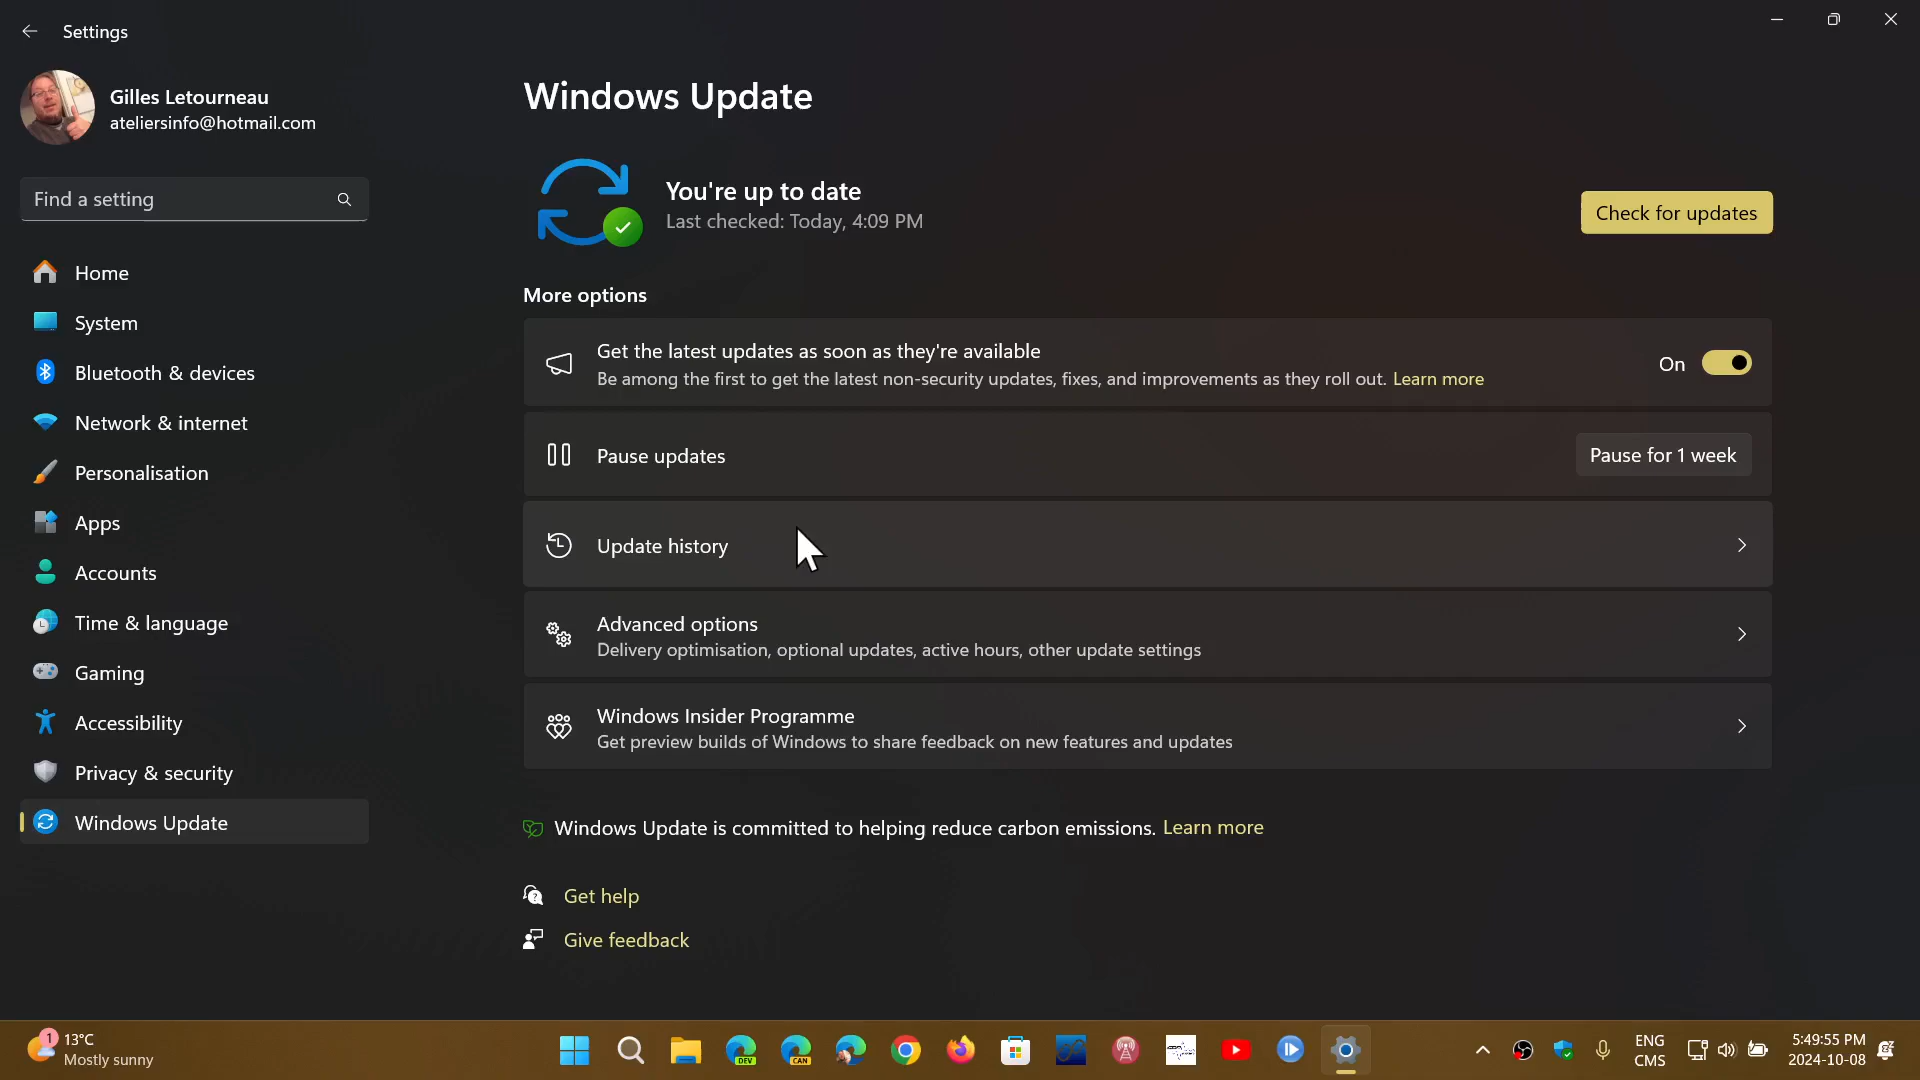 Settings
Gilles Letourneau
ateliersinfo@hotmail.com
Find a setting
Home
System
Bluetooth & devices
Network & internet
Personalisation
Apps
Accounts
Time & language
Gaming
Accessibility
Privacy & security
Windows Update
Windows Update
You're up to date
Last checked: Today, 4:09 PM
Check for updates
More options
Get the latest updates as soon as they're available
Be among the first to get the latest non-security updates, fixes, and improvements as they roll out. Learn more
On
Pause updates
Pause for 1 week
Update history
Advanced options
Delivery optimisation, optional updates, active hours, other update settings
Windows Insider Programme
Get preview builds of Windows to share feedback on new features and updates
Windows Update is committed to helping reduce carbon emissions. Learn more
Get help
Give feedback
1
13°C
Mostly sunny
DEV
CAN
ENG
CMS
5:49:55 PM
2024-10-08